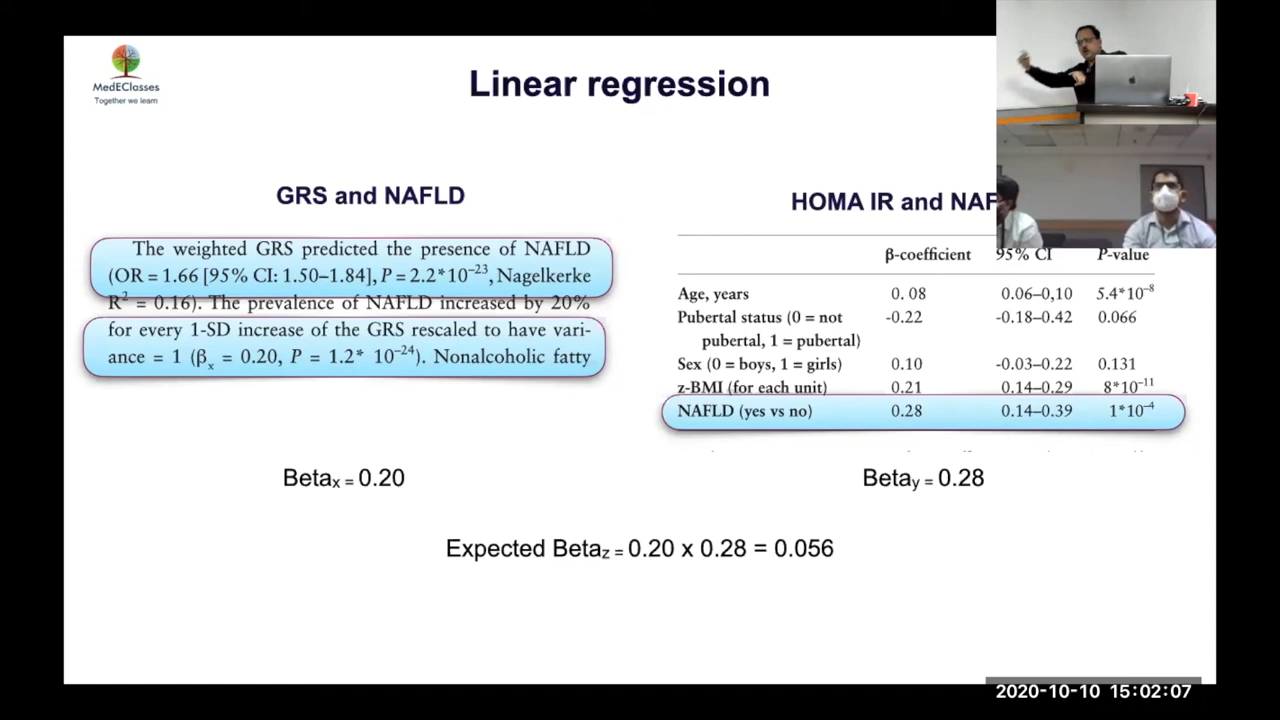 MedEClasses
Together we learn
Linear regression
GRS and NAFLD
The weighted GRS predicted the presence of NAFLD
(OR = 1.66 [95% CI: 1.50–1.84], P = 2.2*10⁻²³, Nagelkerke
R² = 0.16). The prevalence of NAFLD increased by 20%
for every 1-SD increase of the GRS rescaled to have vari-
ance = 1 (βₓ = 0.20, P = 1.2* 10⁻²⁴). Nonalcoholic fatty
Betaₓ = 0.20
HOMA IR and NAF
β-coefficient 95% CI P-value
Age, years 0. 08 0.06–0,10 5.4*10⁻⁸
Pubertal status (0 = not -0.22 -0.18–0.42 0.066
pubertal, 1 = pubertal)
Sex (0 = boys, 1 = girls) 0.10 -0.03–0.22 0.131
z-BMI (for each unit) 0.21 0.14–0.29 8*10⁻¹¹
NAFLD (yes vs no) 0.28 0.14–0.39 1*10⁻⁴
Betay = 0.28
Expected Betaz = 0.20 x 0.28 = 0.056
2020-10-10 15:02:07